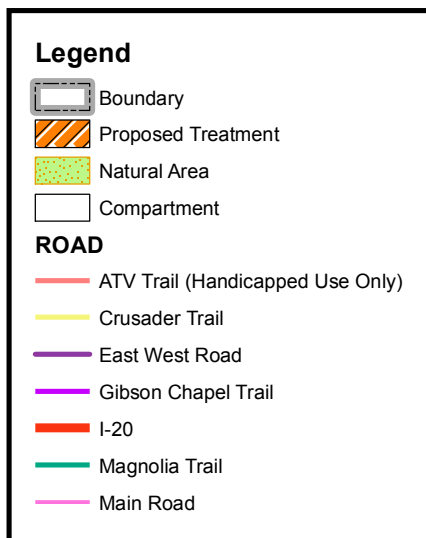 Legend
Boundary
Proposed Treatment
Natural Area
Compartment
ROAD
ATV Trail (Handicapped Use Only)
Crusader Trail
East West Road
Gibson Chapel Trail
I-20
Magnolia Trail
Main Road